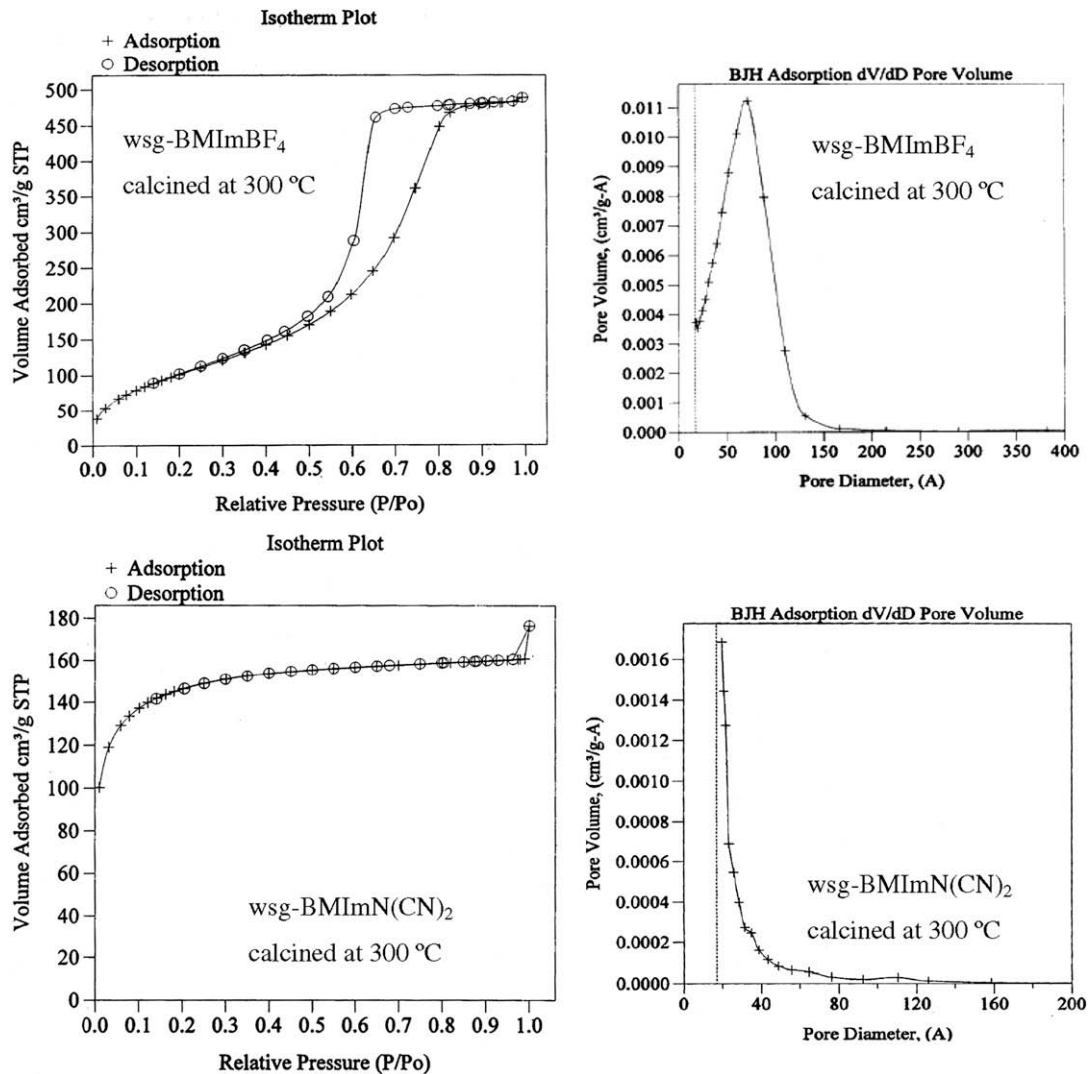 Isotherm Plot
+ Adsorption
○ Desorption
Volume Adsorbed cm³/g STP
500
450
400
350
300
250
200
150
100
50
0
wsg-BMImBF₄
calcined at 300 ºC
0.0 0.1 0.2 0.3 0.4 0.5 0.6 0.7 0.8 0.9 1.0
Relative Pressure (P/Po)
BJH Adsorption dV/dD Pore Volume
Pore Volume, (cm³/g-A)
0.011
0.010
0.009
0.008
0.007
0.006
0.005
0.004
0.003
0.002
0.001
0.000
wsg-BMImBF₄
calcined at 300 ºC
0 50 100 150 200 250 300 350 400
Pore Diameter, (A)
Isotherm Plot
+ Adsorption
○ Desorption
Volume Adsorbed cm³/g STP
180
160
140
120
100
80
60
40
20
0
wsg-BMImN(CN)₂
calcined at 300 ºC
0.0 0.1 0.2 0.3 0.4 0.5 0.6 0.7 0.8 0.9 1.0
Relative Pressure (P/Po)
BJH Adsorption dV/dD Pore Volume
Pore Volume, (cm³/g-A)
0.0016
0.0014
0.0012
0.0010
0.0008
0.0006
0.0004
0.0002
0.0000
wsg-BMImN(CN)₂
calcined at 300 ºC
0 40 80 120 160 200
Pore Diameter, (A)